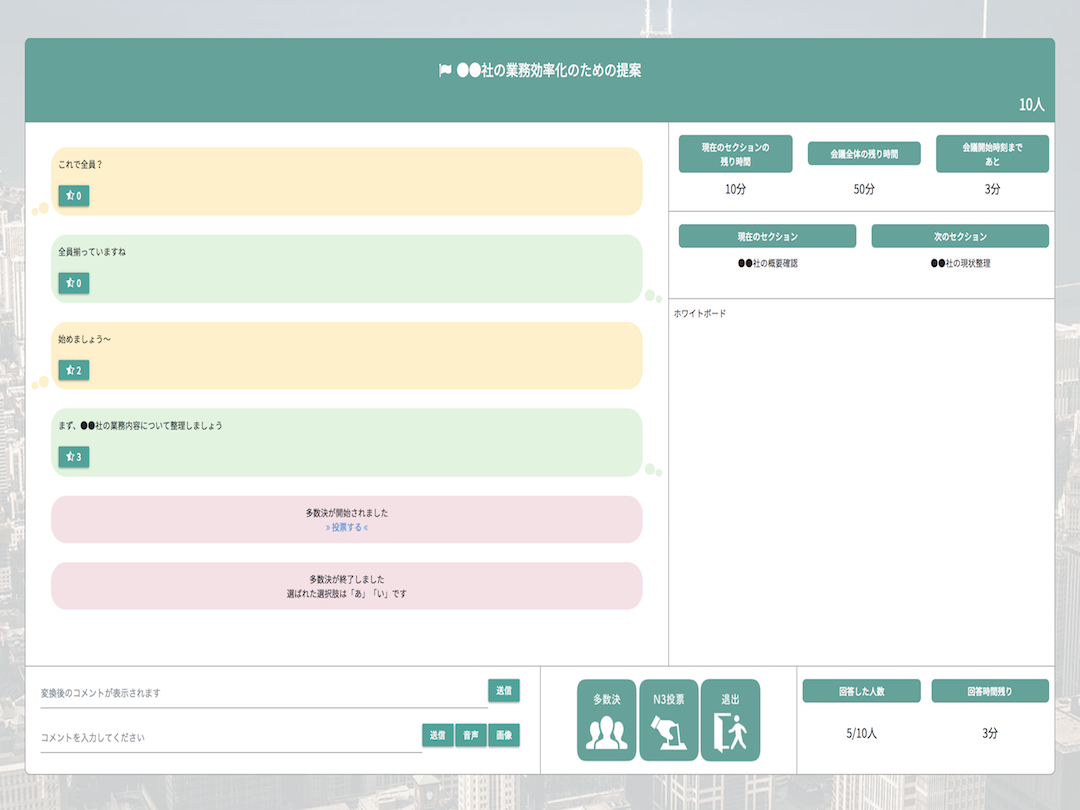 ●●社の業務効率化のための提案
10人
これで全員？
0
全員揃っていますね
0
始めましょう〜
2
まず、●●社の業務内容について整理しましょう
3
多数決が開始されました
» 投票する «
多数決が終了しました
選ばれた選択肢は「あ」「い」です
現在のセクションの
残り時間
10分
会議全体の残り時間
50分
会議開始時刻まで
あと
3分
現在のセクション
●●社の概要確認
次のセクション
●●社の現状整理
ホワイトボード
変換後のコメントが表示されます
送信
コメントを入力してください
送信
音声
画像
多数決
N3投票
退出
回答した人数
5/10人
回答時間残り
3分